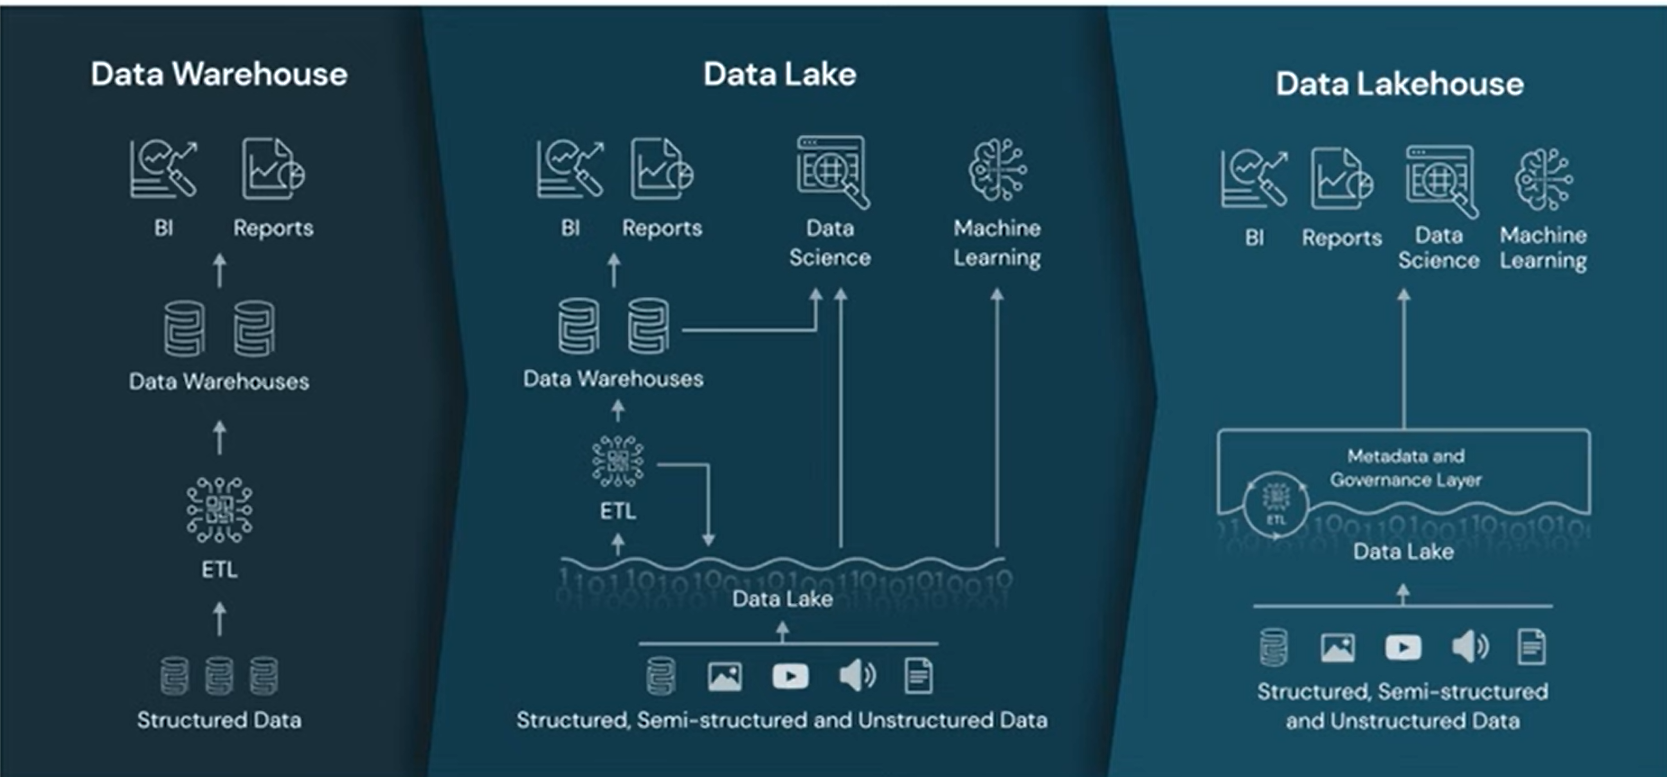 Data Warehouse
BI
Reports
Data Warehouses
ETL
Structured Data
Data Lake
BI
Reports
Data
Science
Machine
Learning
Data Warehouses
ETL
Data Lake
Structured, Semi-structured and Unstructured Data
Data Lakehouse
BI
Reports
Data
Science
Machine
Learning
Metadata and
Governance Layer
ETL
Data Lake
Structured, Semi-structured
and Unstructured Data